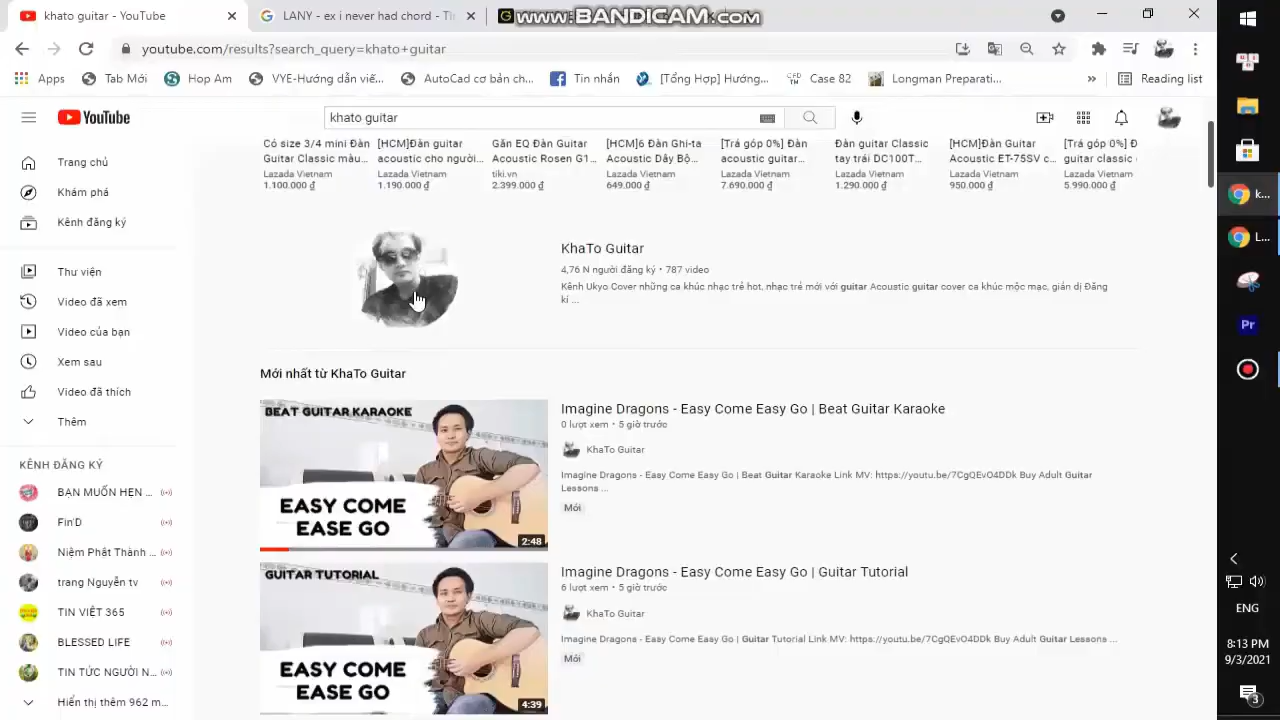 khato guitar - YouTube
LANY - ex i never had chord - Tì
www.BANDICAM.com
youtube.com/results?search_query=khato+guitar
Apps
Tab Mới
Hop Am
VYE-Hướng dẫn viế...
AutoCad cơ bản ch...
Tin nhắn
[Tổng Hợp] Hướng...
Case 82
Longman Preparati...
»
Reading list
YouTube
khato guitar
Có size 3/4 mini Đàn Guitar Classic màu...
Lazada Vietnam
1.100.000 ₫
[HCM]Đàn guitar acoustic cho người...
Lazada Vietnam
1.190.000 ₫
Gắn EQ Đàn Guitar Acoustic Rosen G1...
tiki.vn
2.399.000 ₫
[HCM]6 Đàn Ghi-ta Acoustic Dây Bộ...
Lazada Vietnam
649.000 ₫
[Trả góp 0%] Đàn acoustic guitar...
Lazada Vietnam
7.690.000 ₫
Đàn guitar Classic tay trái DC100T...
Lazada Vietnam
1.290.000 ₫
[HCM]Đàn Guitar Acoustic ET-75SV c...
Lazada Vietnam
950.000 ₫
[Trả góp 0%] Đàn guitar classic
Lazada Vietnam
5.990.000 ₫
Trang chủ
Khám phá
Kênh đăng ký
Thư viện
Video đã xem
Video của bạn
Xem sau
Video đã thích
Thêm
KÊNH ĐĂNG KÝ
BẠN MUỐN HẸN ...
Fin'D
Niệm Phật Thành ...
trang Nguyễn tv
TIN VIỆT 365
BLESSED LIFE
TIN TỨC NGƯỜI N...
Hiển thị thêm 962 m...
KhaTo Guitar
4,76 N người đăng ký • 787 video
Kênh Ukyo Cover những ca khúc nhạc trẻ hot, nhạc trẻ mới với guitar Acoustic guitar cover ca khúc mộc mạc, giản dị Đăng
kí ...
Mới nhất từ KhaTo Guitar
BEAT GUITAR KARAOKE
EASY COME
EASE GO
2:48
Imagine Dragons - Easy Come Easy Go | Beat Guitar Karaoke
0 lượt xem • 5 giờ trước
KhaTo Guitar
Imagine Dragons - Easy Come Easy Go | Beat Guitar Karaoke Link MV: https://youtu.be/7CgQEvO4DDk Buy Adult Guitar
Lessons ...
Mới
GUITAR TUTORIAL
EASY COME
EASE GO
4:39
Imagine Dragons - Easy Come Easy Go | Guitar Tutorial
6 lượt xem • 5 giờ trước
KhaTo Guitar
Imagine Dragons - Easy Come Easy Go | Guitar Tutorial Link MV: https://youtu.be/7CgQEvO4DDk Buy Adult Guitar Lessons ...
Mới
k...
L...
Pr
ENG
8:13 PM
9/3/2021
3